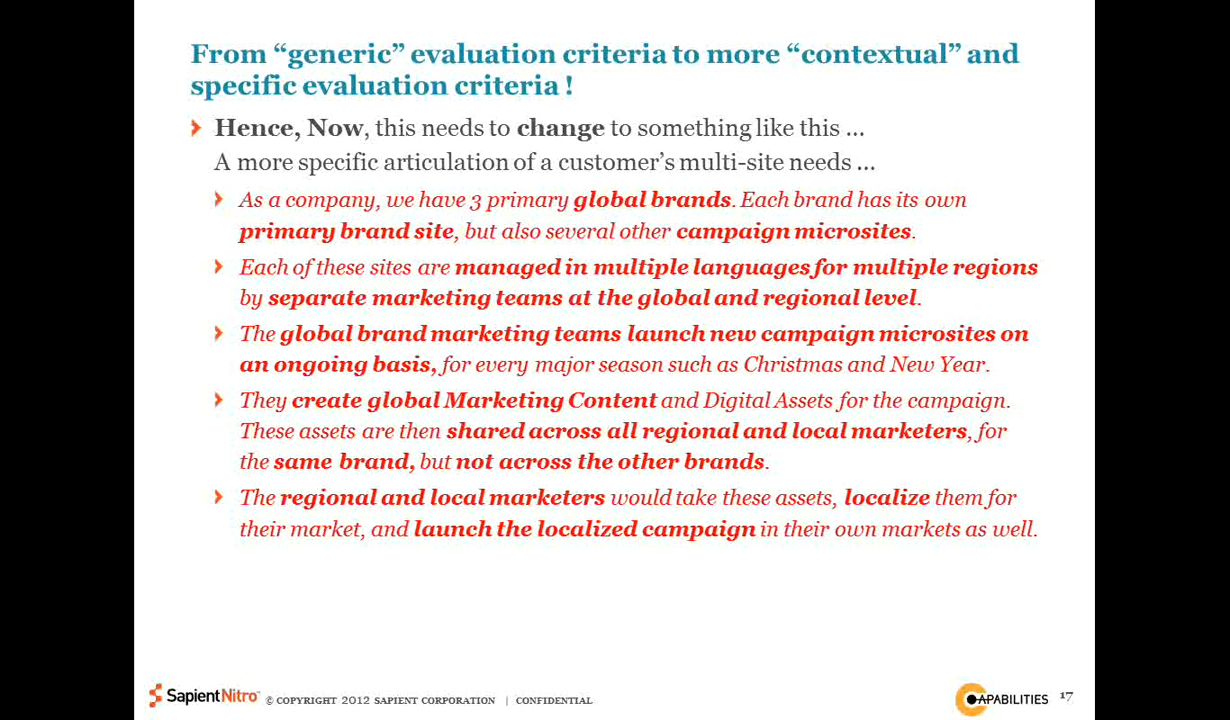 From “generic” evaluation criteria to more “contextual” and
specific evaluation criteria !
Hence, Now, this needs to change to something like this ...
A more specific articulation of a customer’s multi-site needs ...
As a company, we have 3 primary global brands. Each brand has its own
primary brand site, but also several other campaign microsites.
Each of these sites are managed in multiple languages for multiple regions
by separate marketing teams at the global and regional level.
The global brand marketing teams launch new campaign microsites on
an ongoing basis, for every major season such as Christmas and New Year.
They create global Marketing Content and Digital Assets for the campaign.
These assets are then shared across all regional and local marketers, for
the same brand, but not across the other brands.
The regional and local marketers would take these assets, localize them for
their market, and launch the localized campaign in their own markets as well.
SapientNitro © COPYRIGHT 2012 SAPIENT CORPORATION | CONFIDENTIAL CAPABILITIES 17